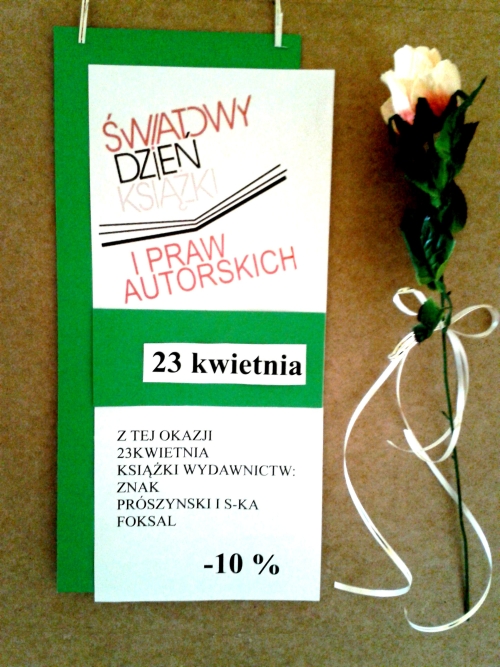 ŚWIATOWY
DZIEŃ
KSIĄŻKI
I PRAW
AUTORSKICH
23 kwietnia
Z TEJ OKAZJI
23KWIETNIA
KSIĄŻKI WYDAWNICTW:
ZNAK
PRÓSZYNSKI I S-KA
FOKSAL
-10 %